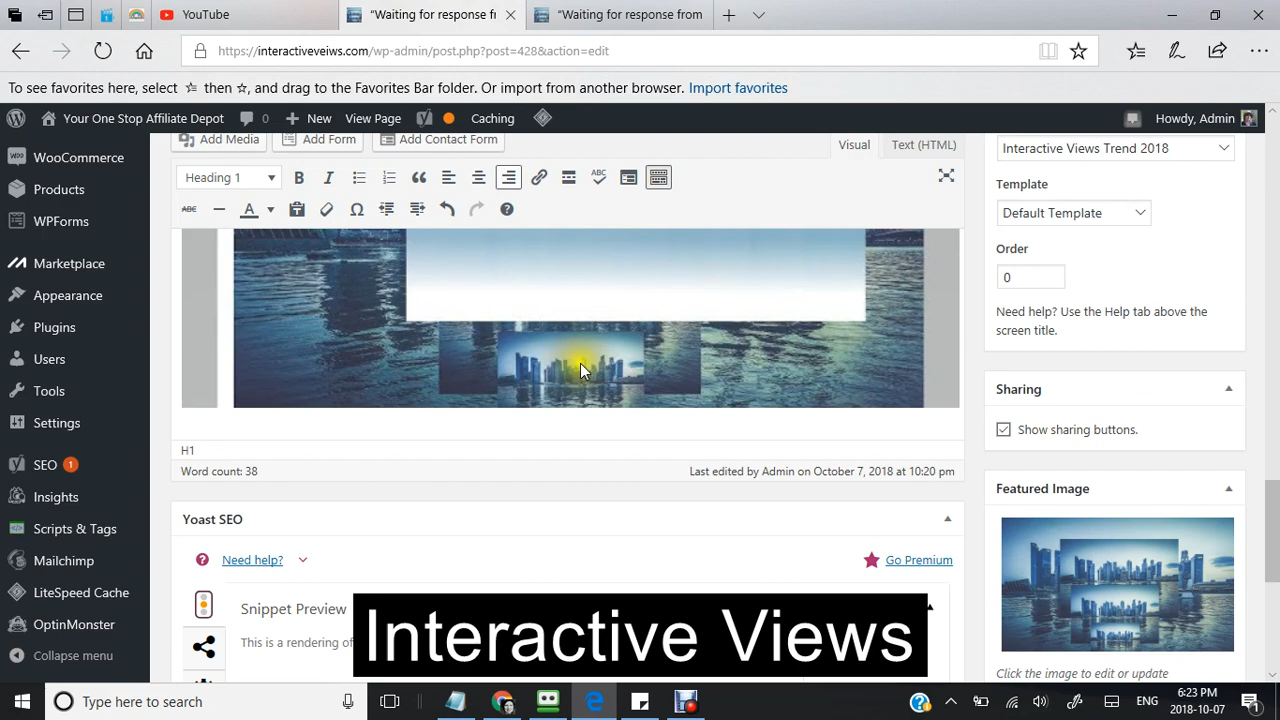 YouTube
"Waiting for response fr
"Waiting for response from
https://interactiveveiws.com/wp-admin/post.php?post=428&action=edit
To see favorites here, select then ☆, and drag to the Favorites Bar folder. Or import from another browser. Import favorites
Your One Stop Affiliate Depot
0
New
View Page
Caching
Howdy, Admin
WooCommerce
Products
WPForms
Marketplace
Appearance
Plugins
Users
Tools
Settings
SEO 1
Insights
Scripts & Tags
Mailchimp
LiteSpeed Cache
OptinMonster
Collapse menu
Add Media
Add Form
Add Contact Form
Visual
Text (HTML)
Heading 1
B I
ABC
ABC
A
Ω
H1
Word count: 38
Last edited by Admin on October 7, 2018 at 10:20 pm
Yoast SEO
Need help?
Go Premium
Snippet Preview
This is a rendering of
Interactive Views
Interactive Views Trend 2018
Template
Default Template
Order
0
Need help? Use the Help tab above the
screen title.
Sharing
Show sharing buttons.
Featured Image
Click the image to edit or update
Type here to search
ENG
6:23 PM
2018-10-07
1